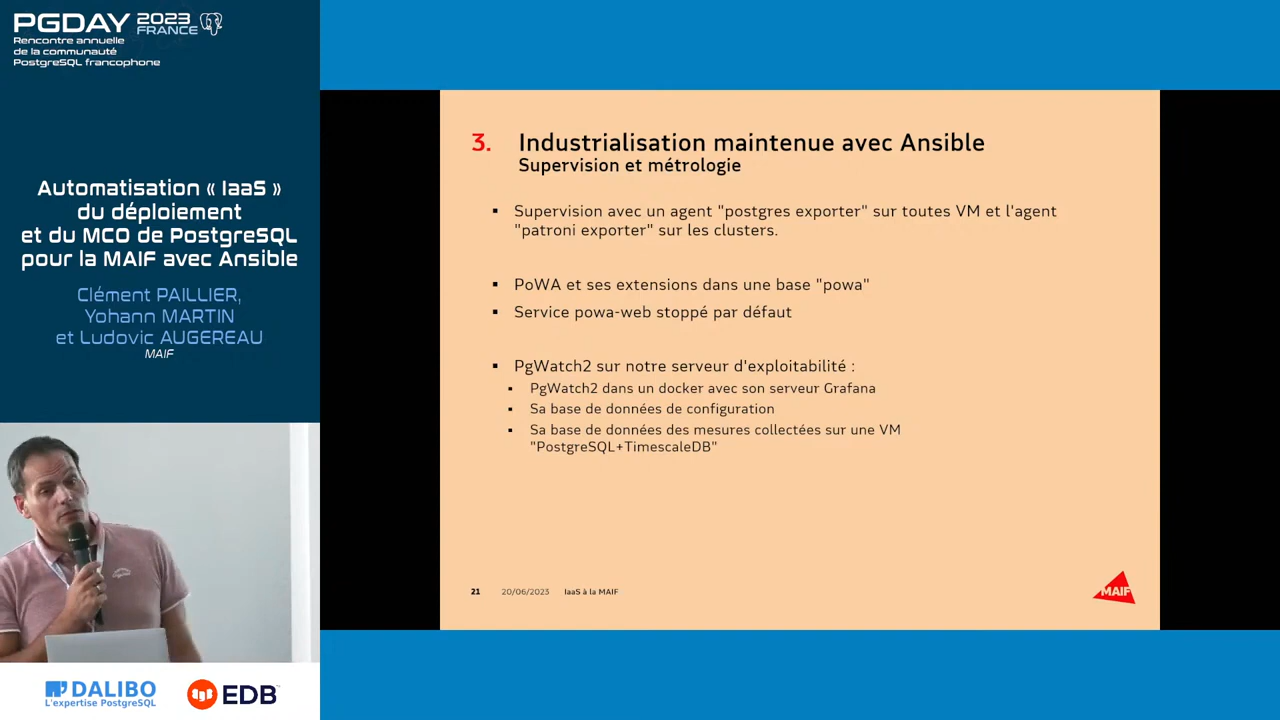 PGDAY 2023 FRANCE
Rencontre annuelle
de la communauté
PostgreSQL francophone
Automatisation « IaaS »
du déploiement
et du MCO de PostgreSQL
pour la MAIF avec Ansible
Clément PAILLIER,
Yohann MARTIN
et Ludovic AUGEREAU
MAIF
DALIBO
L'expertise PostgreSQL
EDB
3. Industrialisation maintenue avec Ansible
Supervision et métrologie
▪ Supervision avec un agent "postgres exporter" sur toutes VM et l'agent
"patroni exporter" sur les clusters.
▪ PoWA et ses extensions dans une base "powa"
▪ Service powa-web stoppé par défaut
▪ PgWatch2 sur notre serveur d'exploitabilité :
▪ PgWatch2 dans un docker avec son serveur Grafana
▪ Sa base de données de configuration
▪ Sa base de données des mesures collectées sur une VM
"PostgreSQL+TimescaleDB"
21 20/06/2023 IaaS à la MAIF
MAIF